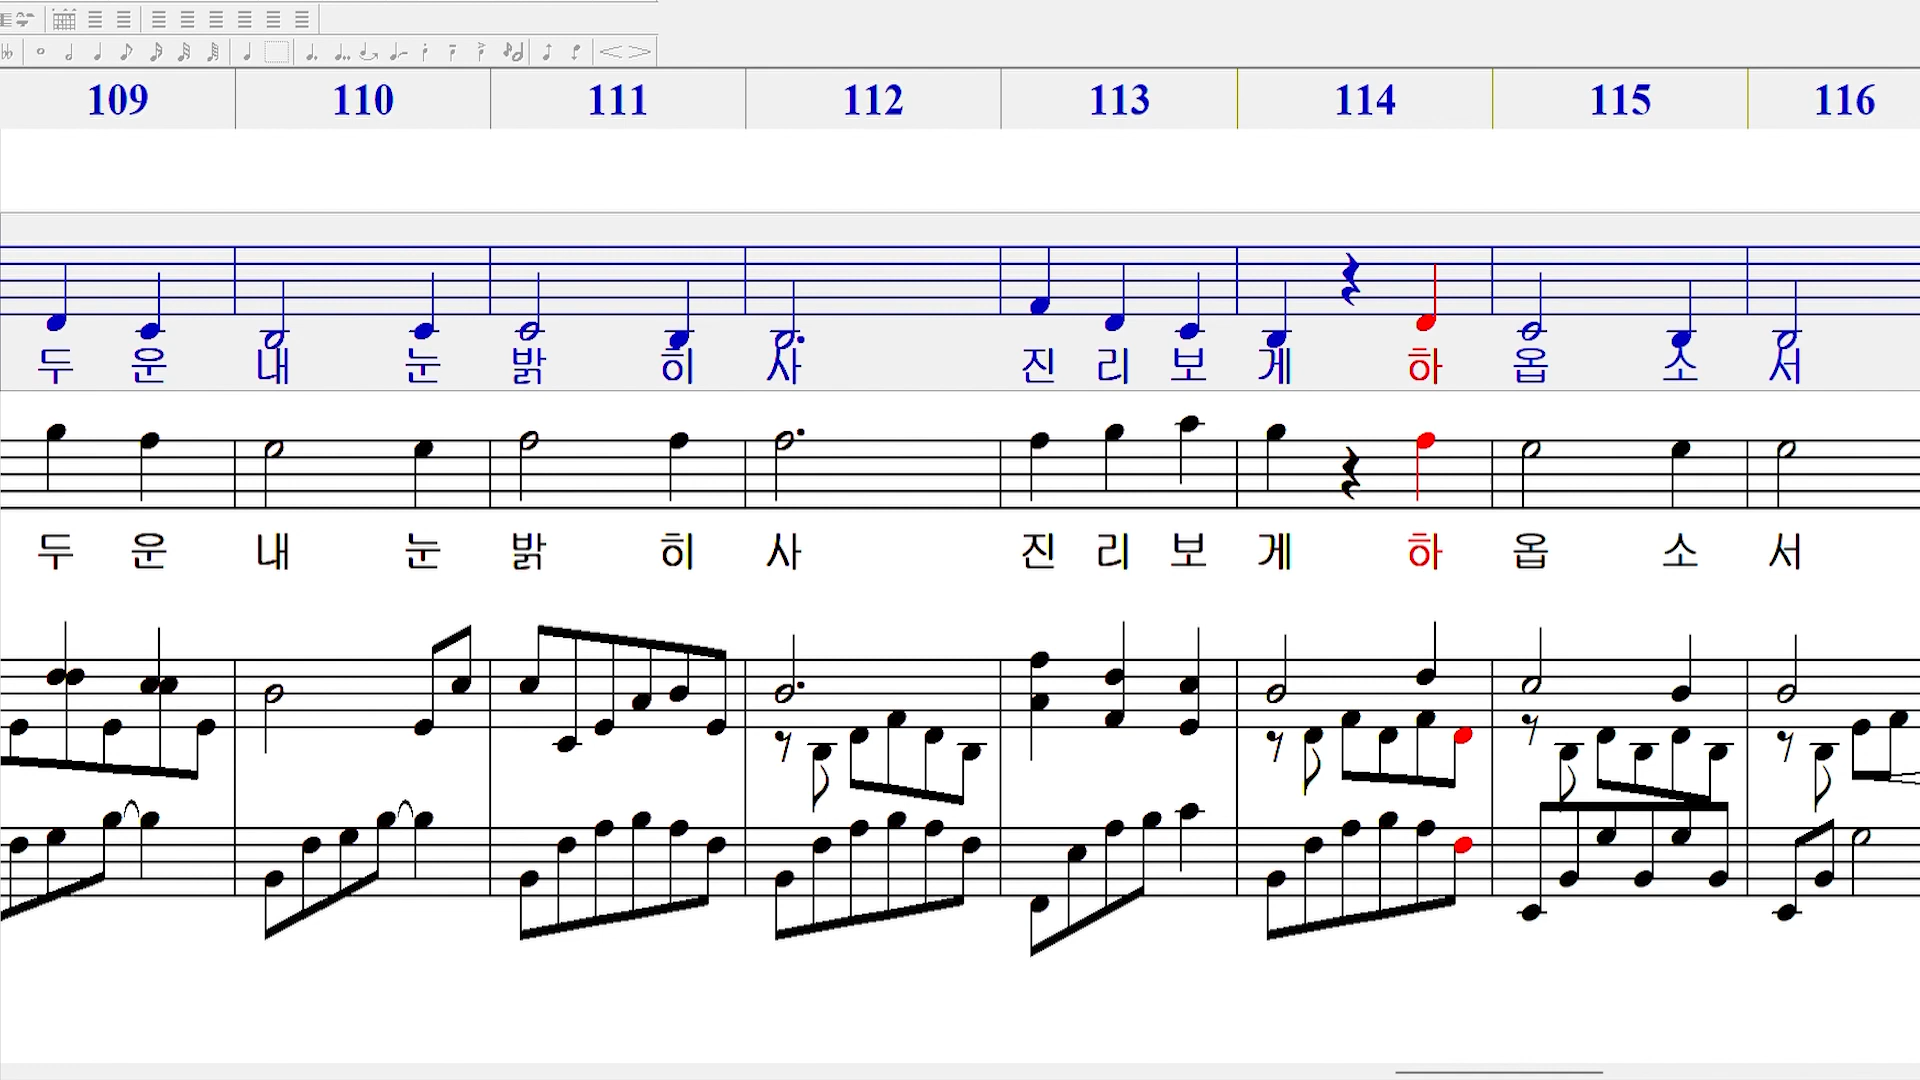 109 110 111 112 113 114 115 116
두 운 내 눈 밝 히 사 진 리 보 게 하 옵 소 서
두 운 내 눈 밝 히 사 진 리 보 게 하 옵 소 서